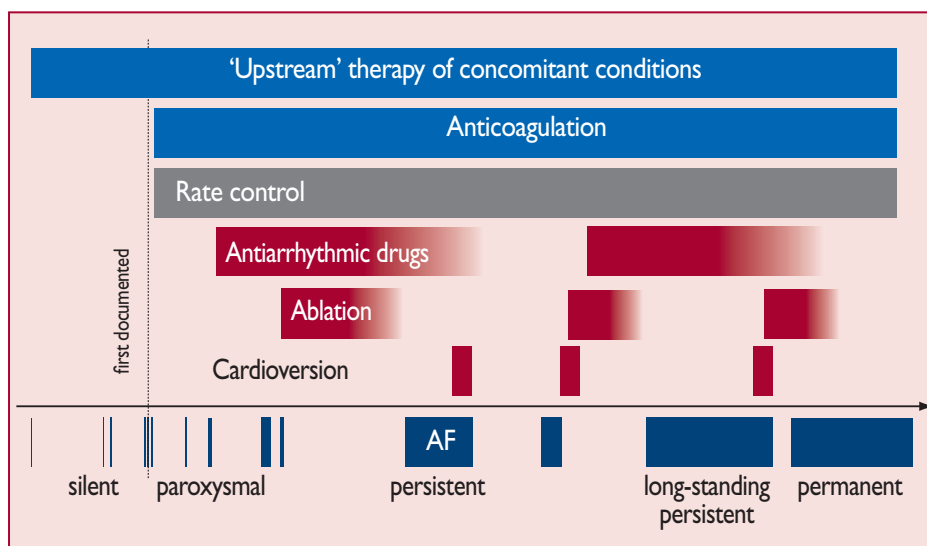 ‘Upstream’ therapy of concomitant conditions
Anticoagulation
Rate control
Antiarrhythmic drugs
Ablation
Cardioversion
first documented
AF
silent
paroxysmal
persistent
long-standing
persistent
permanent